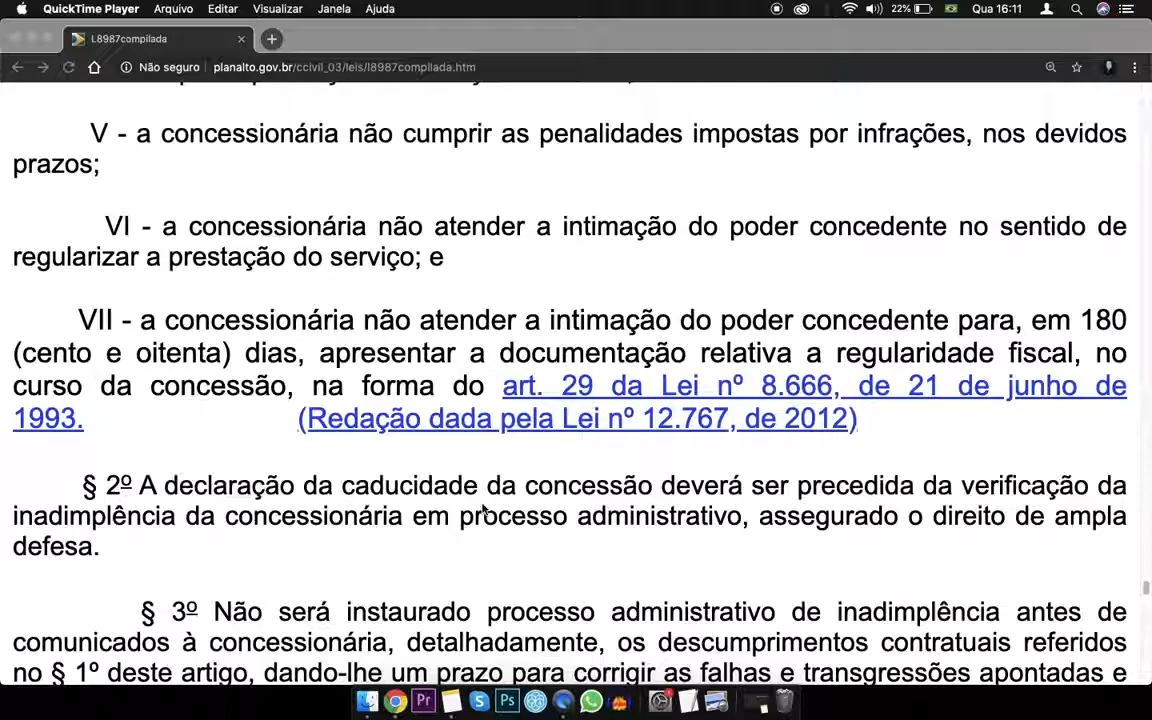 QuickTime Player Arquivo Editar Visualizar Janela Ajuda 22% Qua 16:11
L8987compilada
Não seguro planalto.gov.br/ccivil_03/leis/l8987compilada.htm
V - a concessionária não cumprir as penalidades impostas por infrações, nos devidos
prazos;
VI - a concessionária não atender a intimação do poder concedente no sentido de
regularizar a prestação do serviço; e
VII - a concessionária não atender a intimação do poder concedente para, em 180
(cento e oitenta) dias, apresentar a documentação relativa a regularidade fiscal, no
curso da concessão, na forma do art. 29 da Lei nº 8.666, de 21 de junho de
1993. (Redação dada pela Lei nº 12.767, de 2012)
§ 2º A declaração da caducidade da concessão deverá ser precedida da verificação da
inadimplência da concessionária em processo administrativo, assegurado o direito de ampla
defesa.
§ 3º Não será instaurado processo administrativo de inadimplência antes de
comunicados à concessionária, detalhadamente, os descumprimentos contratuais referidos
no § 1º deste artigo, dando-lhe um prazo para corrigir as falhas e transgressões apontadas e
Pr Ps